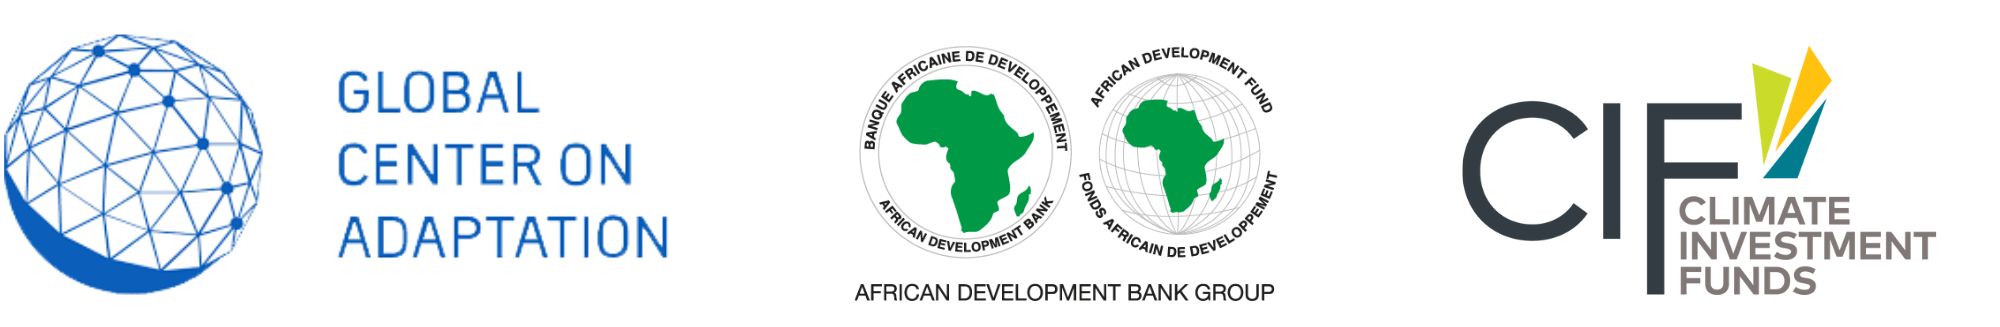 GLOBAL
CENTER ON
ADAPTATION
BANQUE AFRICAINE DE DEVELOPPEMENT
AFRICAN DEVELOPMENT BANK
AFRICAN DEVELOPMENT FUND
FONDS AFRICAIN DE DEVELOPPEMENT
AFRICAN DEVELOPMENT BANK GROUP
CIF
CLIMATE
INVESTMENT
FUNDS